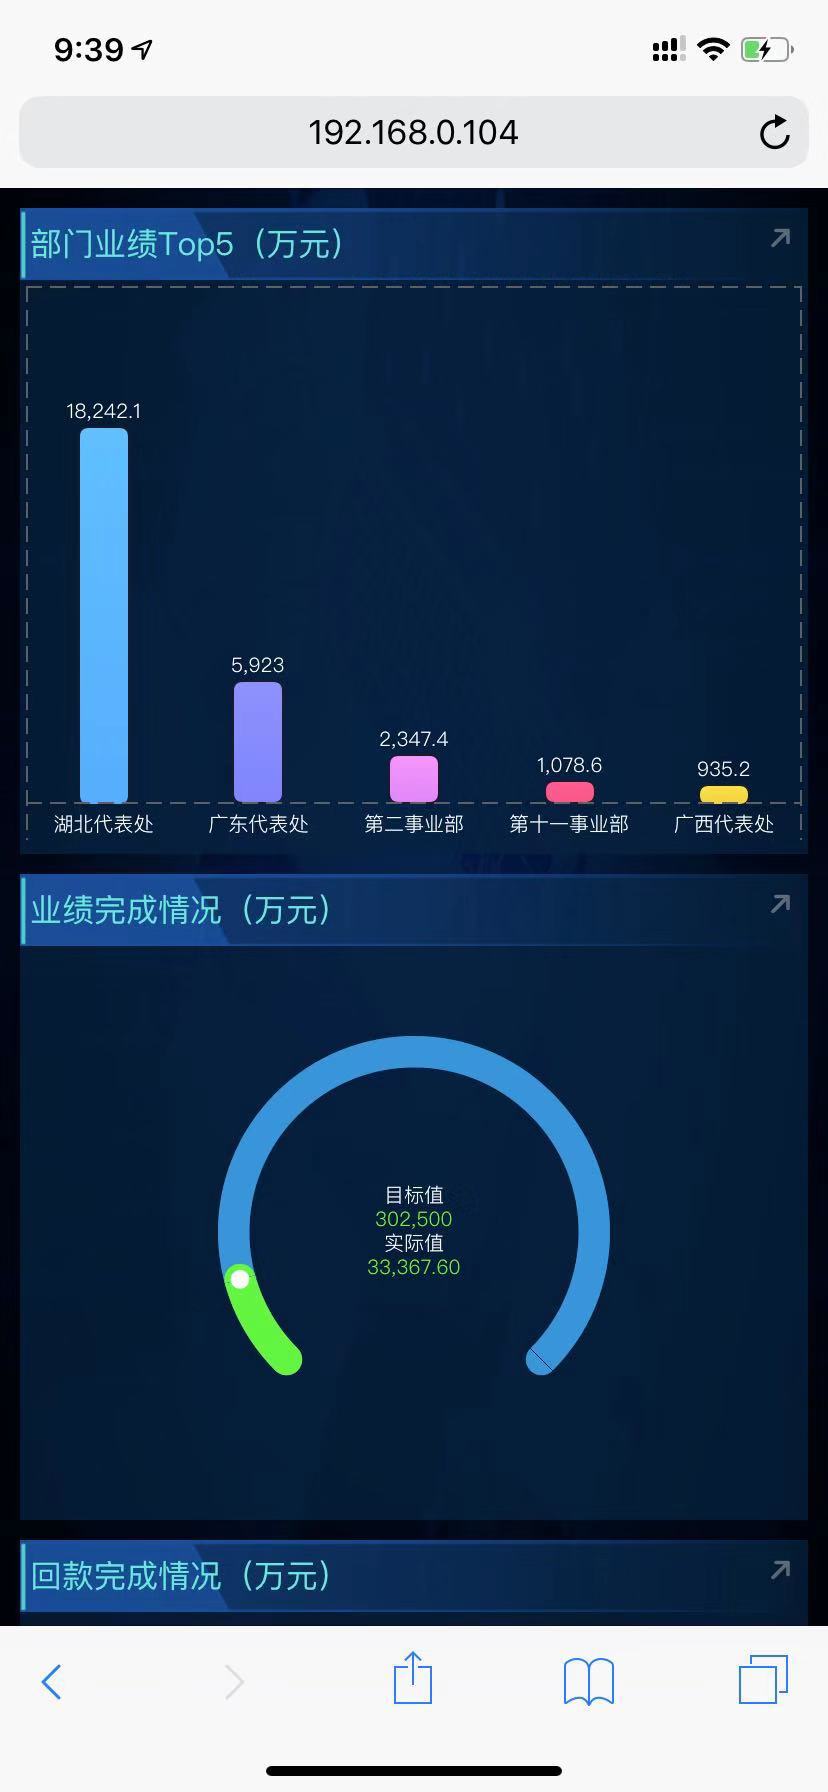 9:39
192.168.0.104
部门业绩Top5（万元）
18,242.1
5,923
2,347.4
1,078.6
935.2
湖北代表处 广东代表处 第二事业部 第十一事业部 广西代表处
业绩完成情况（万元）
目标值
302,500
实际值
33,367.60
回款完成情况（万元）